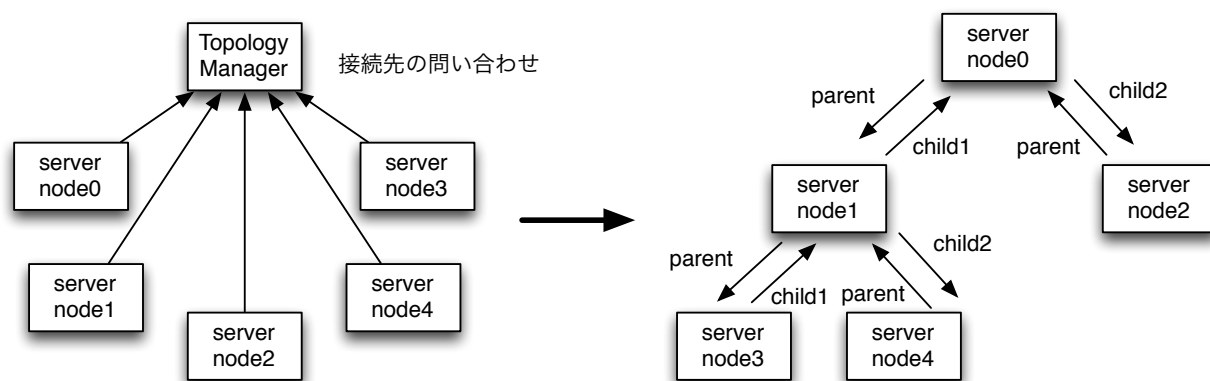 Topology
Manager
接続先の問い合わせ
server
node0
server
node3
server
node1
server
node4
server
node2
server
node0
parent
child2
child1
parent
server
node1
server
node2
parent
child2
child1
parent
server
node3
server
node4